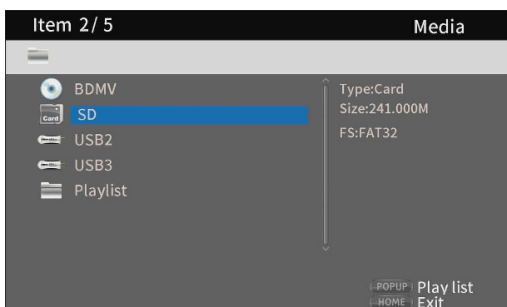 Item 2/ 5
Media
BDMV
Card
SD
USB2
USB3
Playlist
Type:Card
Size:241.000M
FS:FAT32
POPUP Play list
HOME Exit